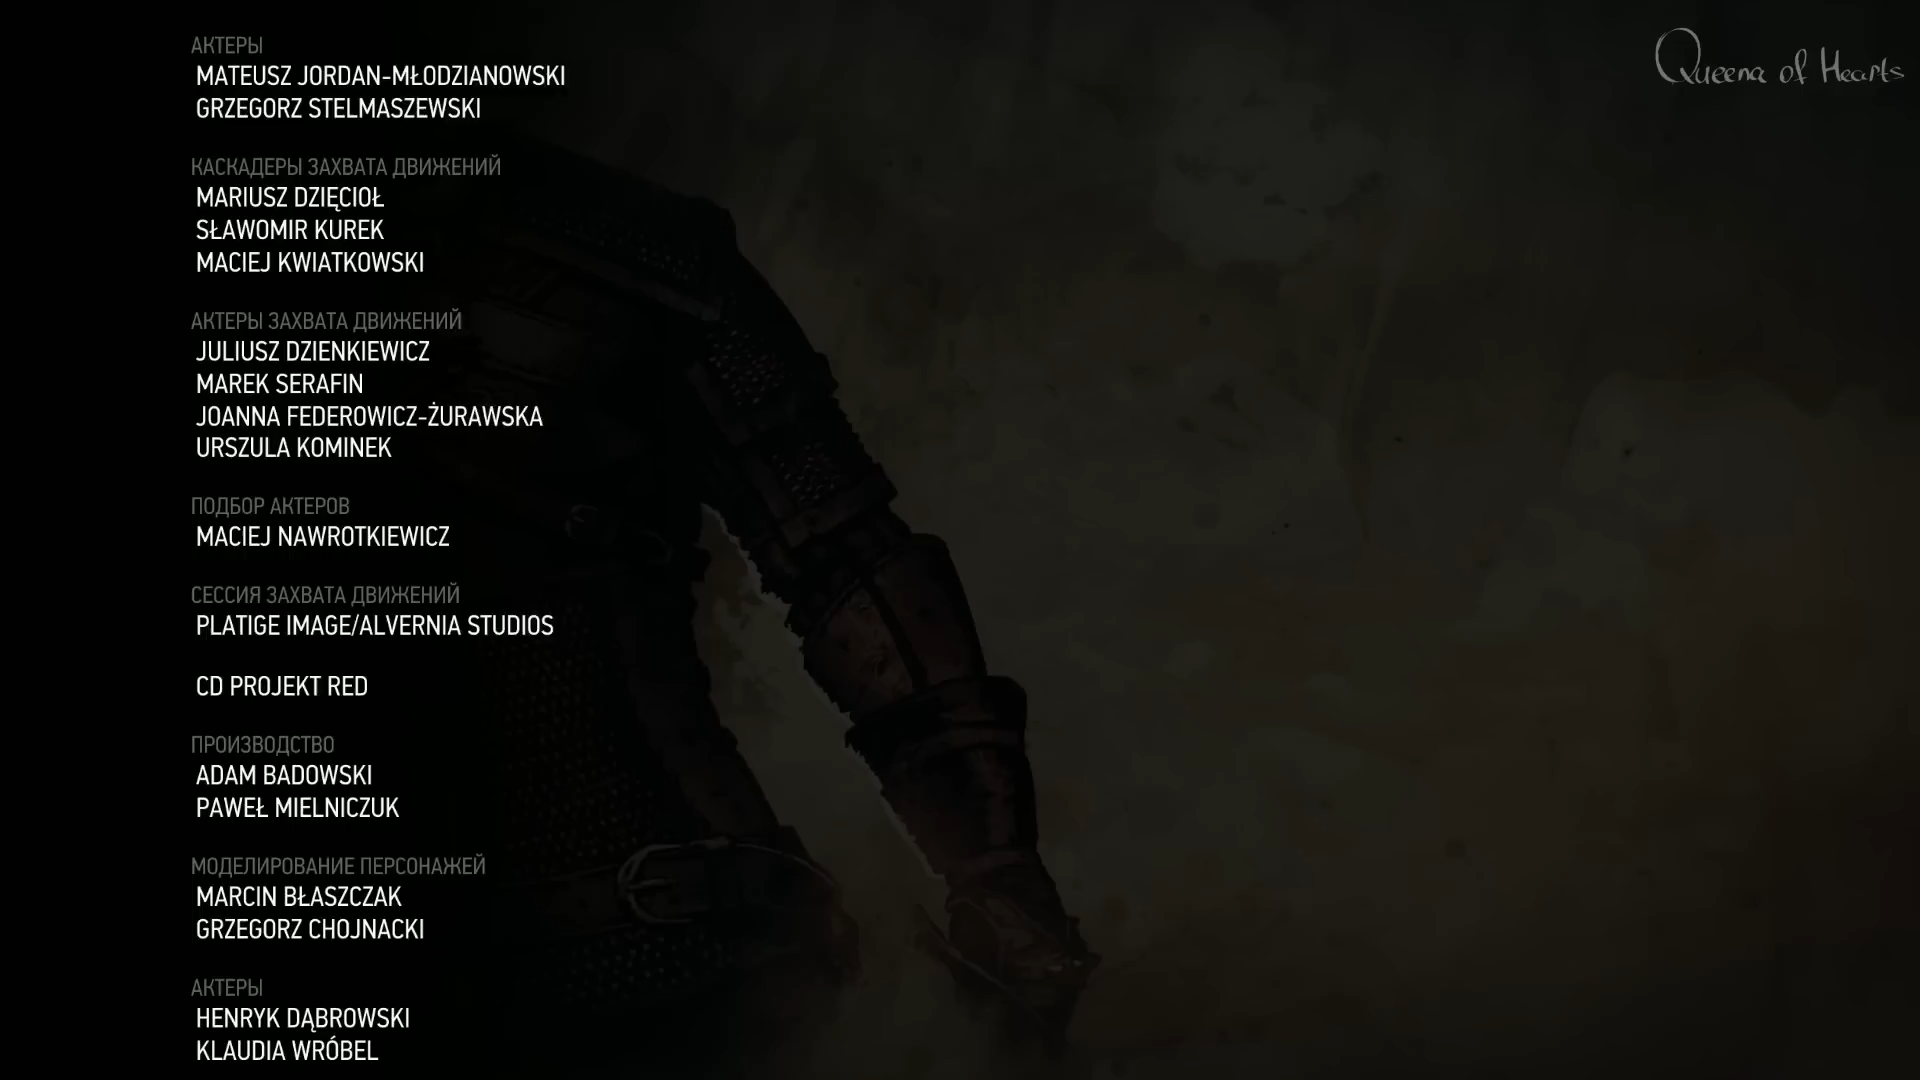 АКТЕРЫ
MATEUSZ JORDAN-MŁODZIANOWSKI
GRZEGORZ STELMASZEWSKI
КАСКАДЕРЫ ЗАХВАТА ДВИЖЕНИЙ
MARIUSZ DZIĘCIOŁ
SŁAWOMIR KUREK
MACIEJ KWIATKOWSKI
АКТЕРЫ ЗАХВАТА ДВИЖЕНИЙ
JULIUSZ DZIENKIEWICZ
MAREK SERAFIN
JOANNA FEDEROWICZ-ŻURAWSKA
URSZULA KOMINEK
ПОДБОР АКТЕРОВ
MACIEJ NAWROTKIEWICZ
СЕССИЯ ЗАХВАТА ДВИЖЕНИЙ
PLATIGE IMAGE/ALVERNIA STUDIOS
CD PROJEKT RED
ПРОИЗВОДСТВО
ADAM BADOWSKI
PAWEŁ MIELNICZUK
МОДЕЛИРОВАНИЕ ПЕРСОНАЖЕЙ
MARCIN BŁASZCZAK
GRZEGORZ CHOJNACKI
АКТЕРЫ
HENRYK DĄBROWSKI
KLAUDIA WRÓBEL
Queena of Hearts